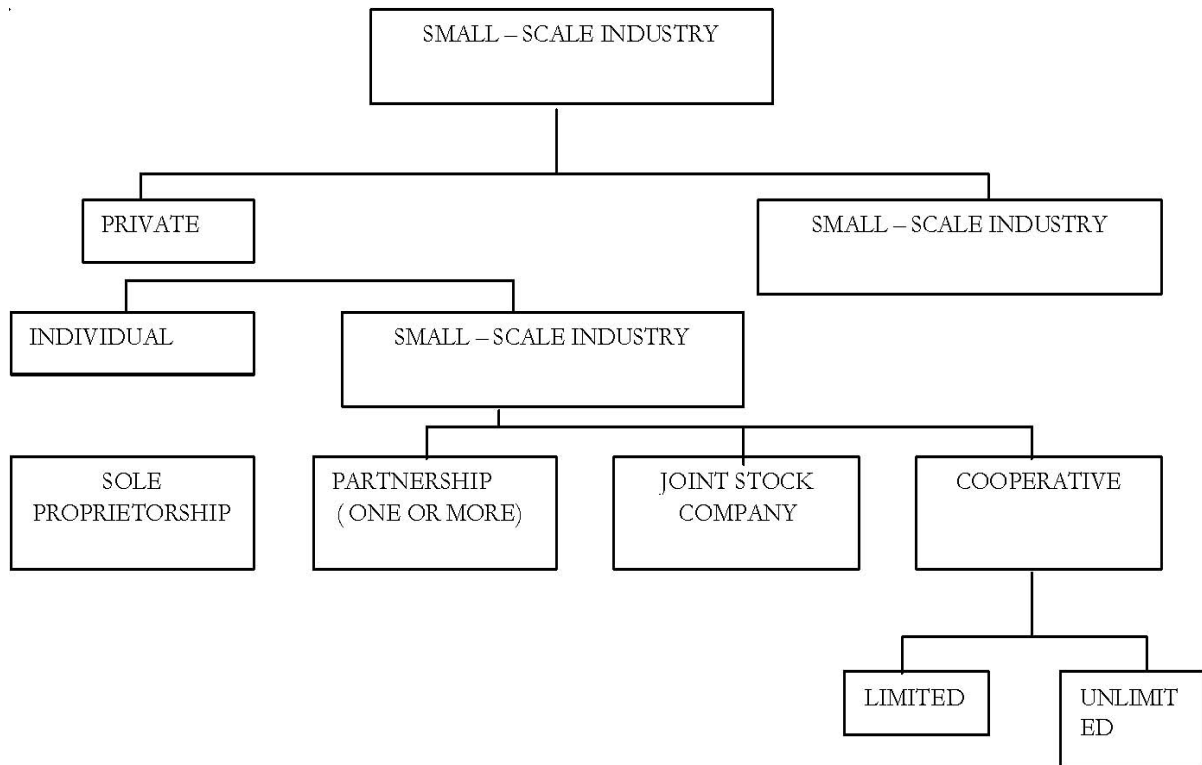 SMALL – SCALE INDUSTRY
PRIVATE
SMALL – SCALE INDUSTRY
INDIVIDUAL
SMALL – SCALE INDUSTRY
SOLE
PROPRIETORSHIP
PARTNERSHIP
( ONE OR MORE)
JOINT STOCK
COMPANY
COOPERATIVE
LIMITED
UNLIMIT
ED